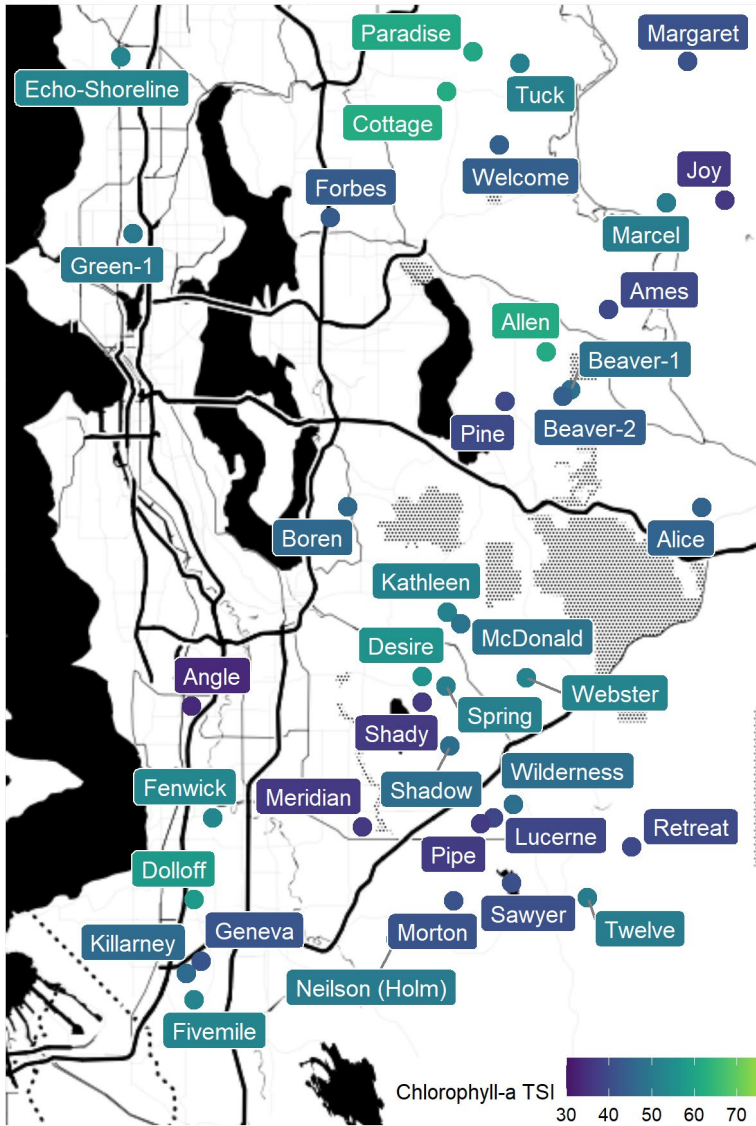 Paradise
Margaret
Echo-Shoreline
Tuck
Cottage
Welcome
Forbes
Joy
Marcel
Green-1
Ames
Allen
Beaver-1
Beaver-2
Pine
Boren
Alice
Kathleen
McDonald
Desire
Angle
Webster
Spring
Shady
Wilderness
Shadow
Fenwick
Meridian
Retreat
Lucerne
Pipe
Dolloff
Sawyer
Geneva
Morton
Twelve
Killarney
Neilson (Holm)
Fivemile
Chlorophyll-a TSI
30 40 50 60 70